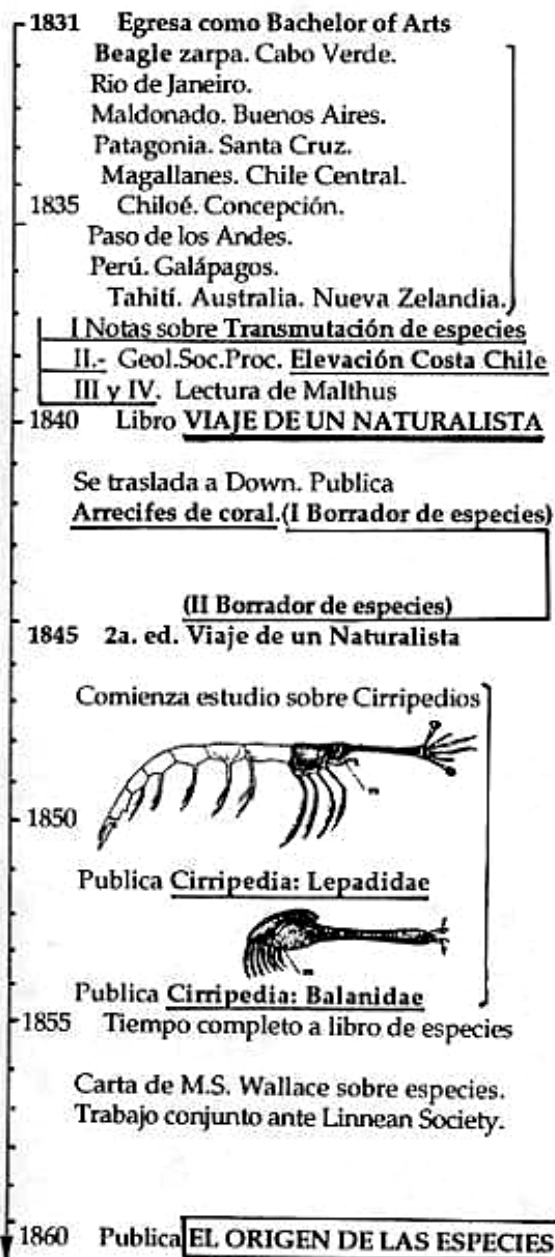 1831 Egresa como Bachelor of Arts
Beagle zarpa. Cabo Verde.
Rio de Janeiro.
Maldonado. Buenos Aires.
Patagonia. Santa Cruz.
Magallanes. Chile Central.
1835 Chiloé. Concepción.
Paso de los Andes.
Perú. Galápagos.
Tahití. Australia. Nueva Zelandia.
I Notas sobre Transmutación de especies
II.- Geol.Soc.Proc. Elevación Costa Chile
III y IV. Lectura de Malthus
1840 Libro VIAJE DE UN NATURALISTA
Se traslada a Down. Publica
Arrecifes de coral.(I Borrador de especies)
(II Borrador de especies)
1845 2a. ed. Viaje de un Naturalista
Comienza estudio sobre Cirripedios
m
1850
Publica Cirripedia: Lepadidae
m
Publica Cirripedia: Balanidae
1855 Tiempo completo a libro de especies
Carta de M.S. Wallace sobre especies.
Trabajo conjunto ante Linnean Society.
1860 Publica EL ORIGEN DE LAS ESPECIES